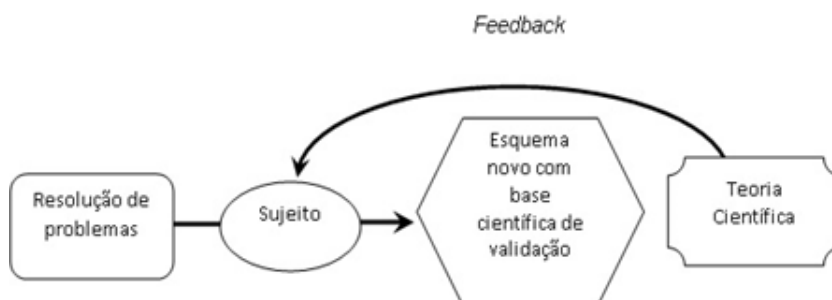 Feedback
Resolução de
problemas
Sujeito
Esquema
novo com
base
científica de
validação
Teoria
Científica